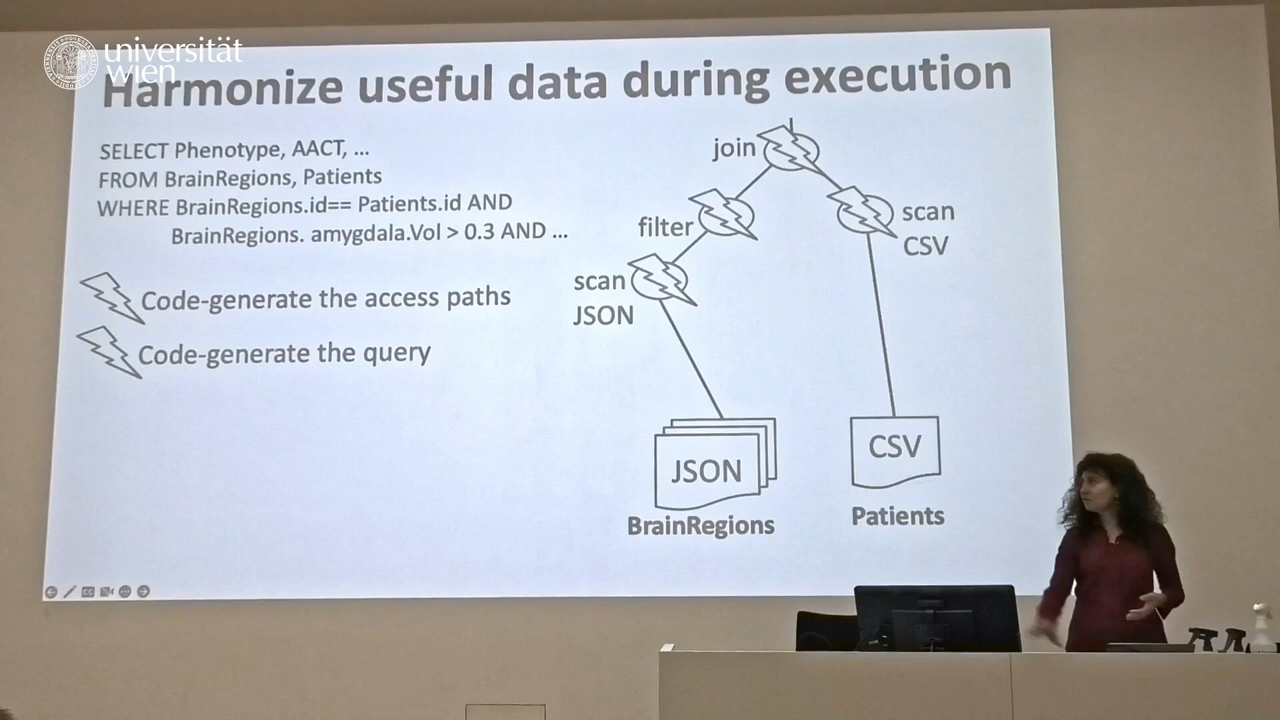 universität
wien
Harmonize useful data during execution
SELECT Phenotype, AACT, ...
FROM BrainRegions, Patients
WHERE BrainRegions.id== Patients.id AND
BrainRegions. amygdala.Vol > 0.3 AND ...
Code-generate the access paths
Code-generate the query
join
filter
scan
CSV
scan
JSON
JSON
CSV
BrainRegions
Patients